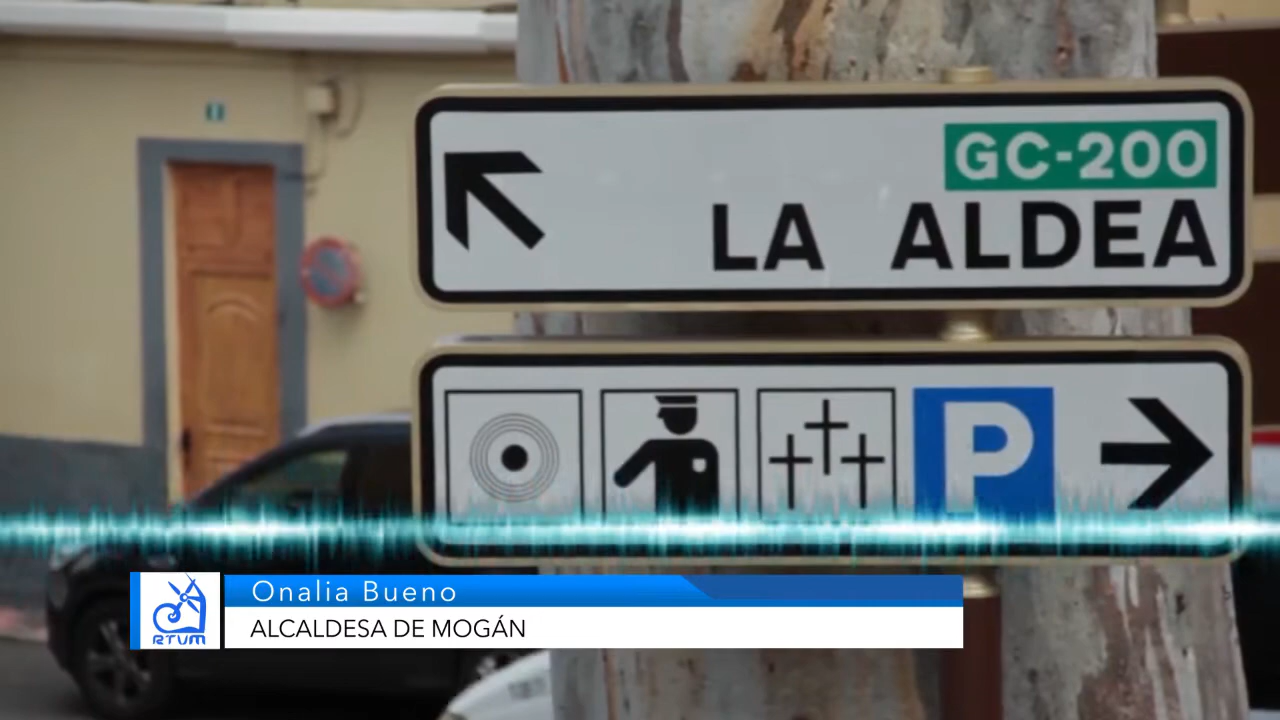 GC-200
LA ALDEA
P
Onalia Bueno
ALCALDESA DE MOGÁN
RTVM